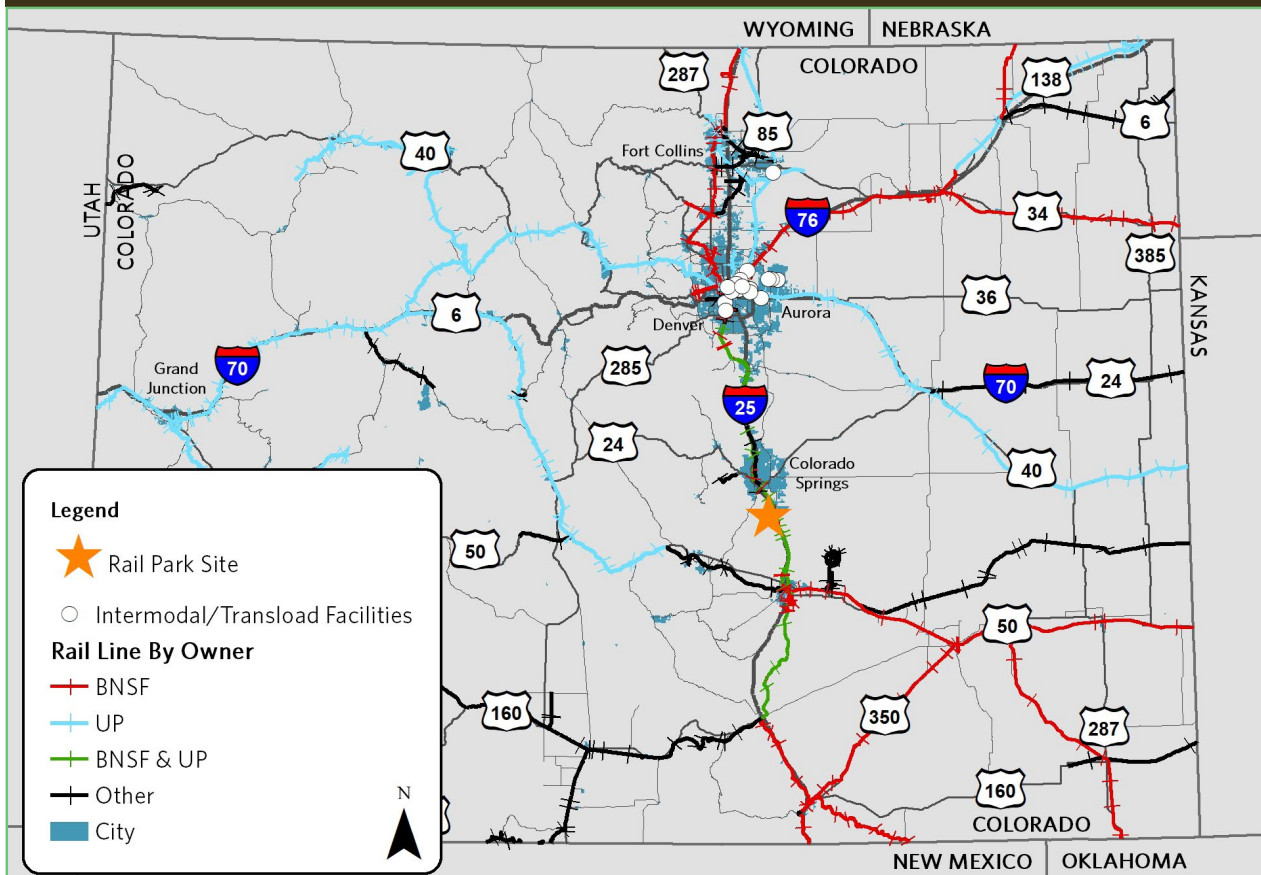 WYOMING
NEBRASKA
COLORADO
287
138
85
6
40
Fort Collins
UTAH
COLORADO
76
34
385
6
36
KANSAS
Denver
Aurora
285
70
Grand
Junction
70
24
25
24
Colorado
Springs
40
50
50
160
350
287
160
COLORADO
NEW MEXICO
OKLAHOMA
Legend
Rail Park Site
Intermodal/Transload Facilities
Rail Line By Owner
BNSF
UP
BNSF & UP
Other
City
N